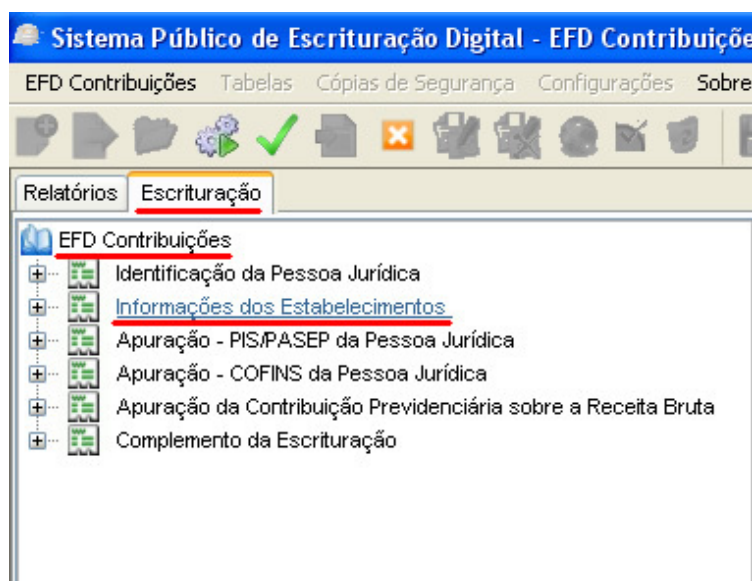 Sistema Público de Escrituração Digital - EFD Contribuiçõe
EFD Contribuições Tabelas Cópias de Segurança Configurações Sobre
Relatórios Escrituração
EFD Contribuições
Identificação da Pessoa Jurídica
Informações dos Estabelecimentos
Apuração - PIS/PASEP da Pessoa Jurídica
Apuração - COFINS da Pessoa Jurídica
Apuração da Contribuição Previdenciária sobre a Receita Bruta
Complemento da Escrituração